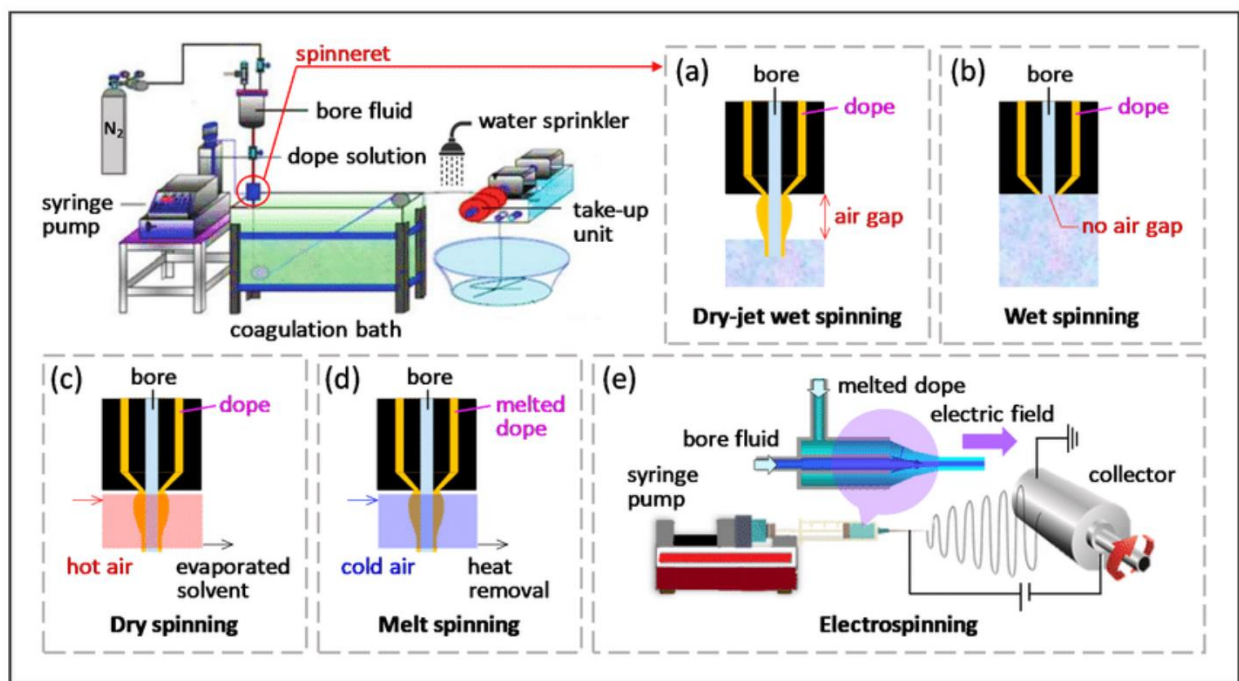 spinneret
N2
bore fluid
dope solution
water sprinkler
syringe
pump
take-up
unit
coagulation bath
(a)
bore
dope
air gap
Dry-jet wet spinning
(b)
bore
dope
no air gap
Wet spinning
(c)
bore
dope
hot air
evaporated
solvent
Dry spinning
(d)
bore
melted
dope
cold air
heat
removal
Melt spinning
(e)
melted dope
electric field
bore fluid
syringe
pump
collector
Electrospinning